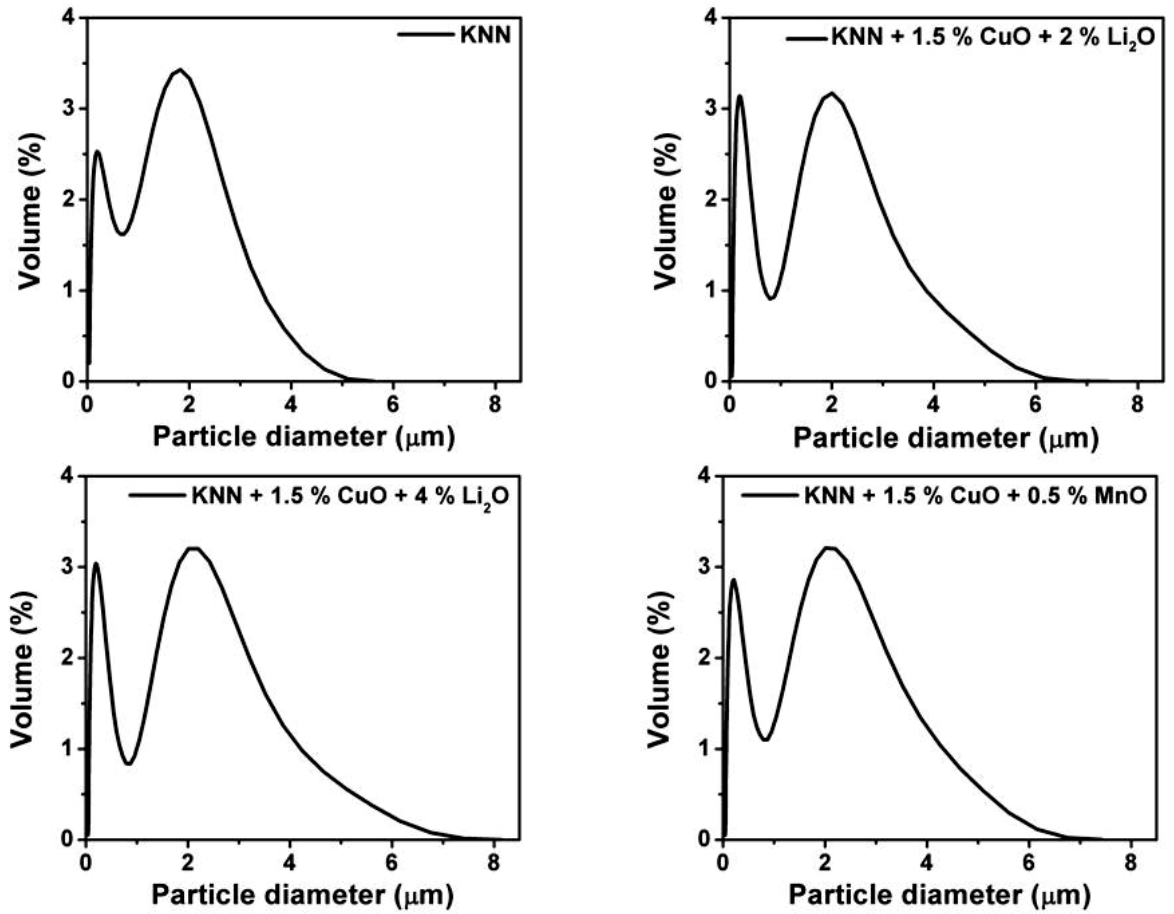 KNN
4
3
2
1
0
Volume (%)
0 2 4 6 8
Particle diameter (μm)
KNN + 1.5 % CuO + 2 % Li₂O
4
3
2
1
0
Volume (%)
0 2 4 6 8
Particle diameter (μm)
KNN + 1.5 % CuO + 4 % Li₂O
4
3
2
1
0
Volume (%)
0 2 4 6 8
Particle diameter (μm)
KNN + 1.5 % CuO + 0.5 % MnO
4
3
2
1
0
Volume (%)
0 2 4 6 8
Particle diameter (μm)